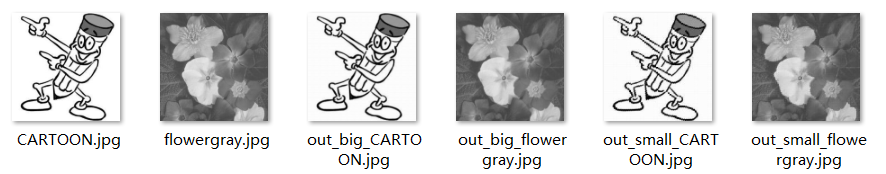 CARTOON.jpg
flowergray.jpg
out_big_CARTO
ON.jpg
out_big_flower
gray.jpg
out_small_CART
OON.jpg
out_small_flowe
rgray.jpg